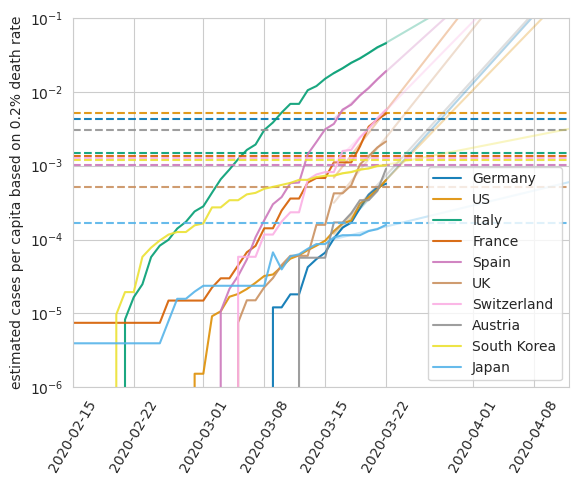 estimated cases per capita based on 0.2% death rate
10⁻¹
10⁻²
10⁻³
10⁻⁴
10⁻⁵
10⁻⁶
2020-02-15
2020-02-22
2020-03-01
2020-03-08
2020-03-15
2020-03-22
2020-04-01
2020-04-08
Germany
US
Italy
France
Spain
UK
Switzerland
Austria
South Korea
Japan